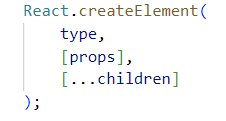 React.createElement(
    type,
    [props],
    [...children]
);